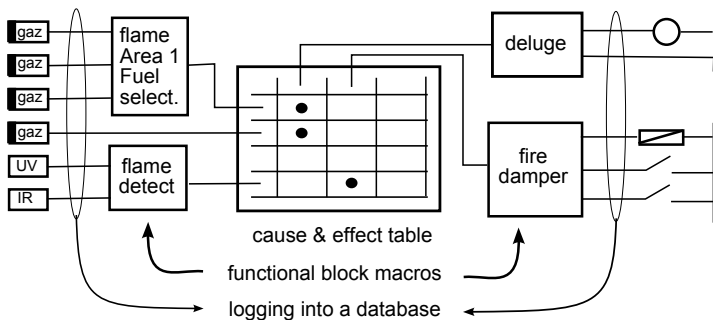 gaz
gaz
gaz
gaz
UV
IR
flame
Area 1
Fuel
select.
flame
detect
deluge
fire
damper
cause & effect table
functional block macros
logging into a database